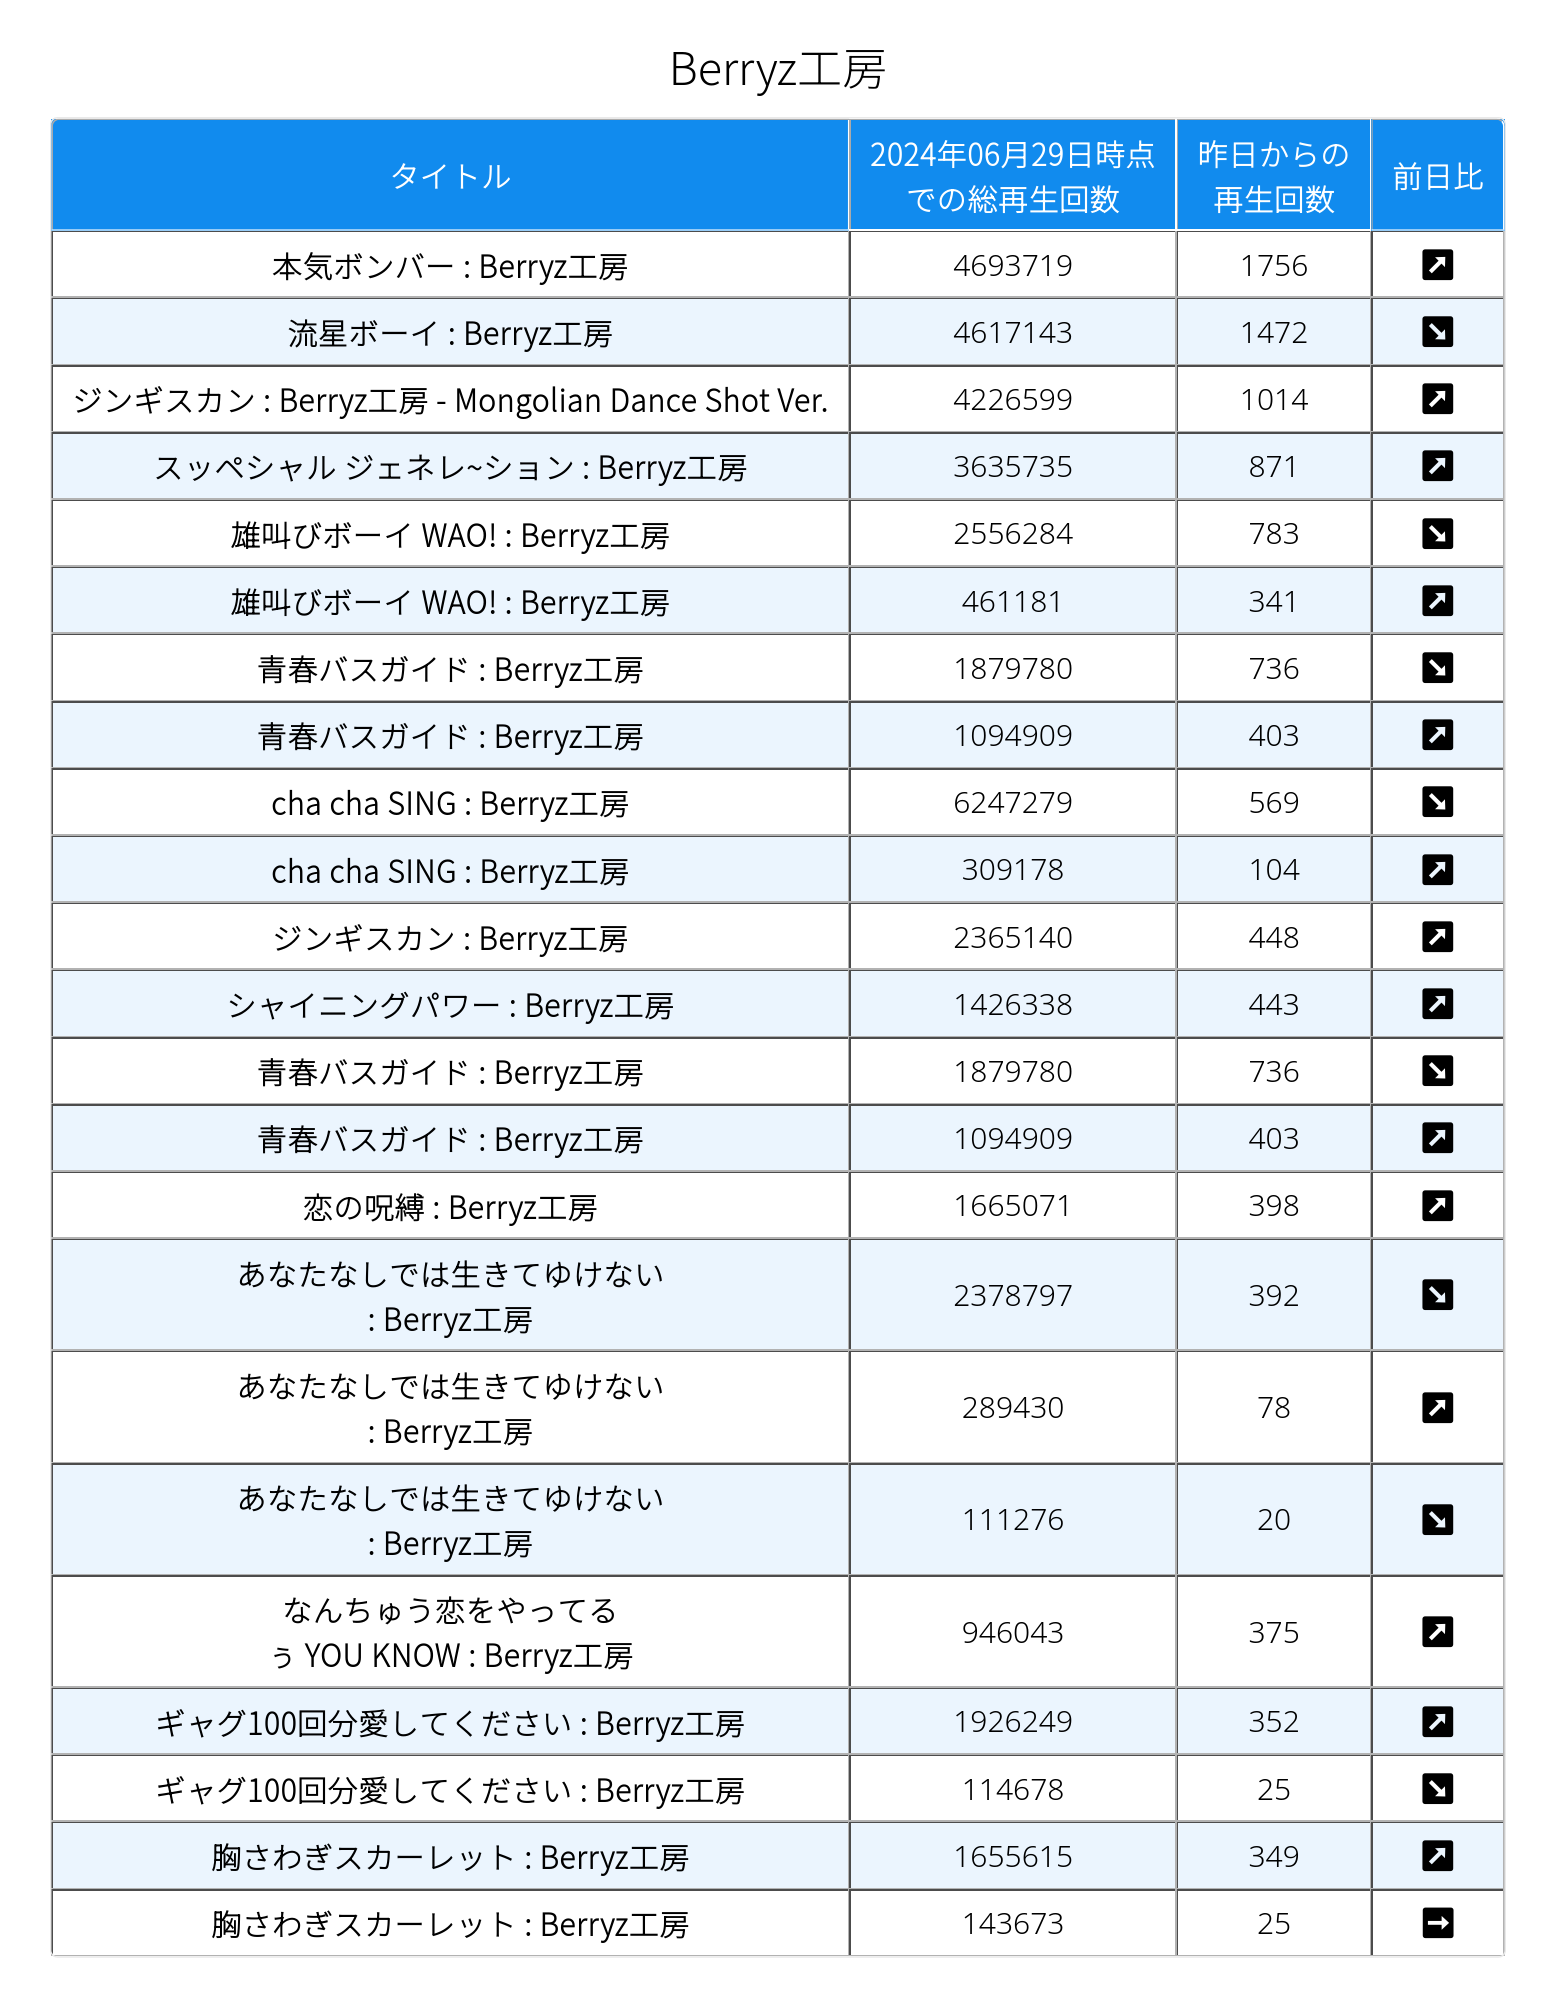 Berryz工房
タイトル 2024年06月29日時点 昨日からの 前日比
での総再生回数 再生回数
本気ボンバー : Berryz工房 4693719 1756
流星ボーイ : Berryz工房 4617143 1472
ジンギスカン : Berryz工房 - Mongolian Dance Shot Ver. 4226599 1014
スッペシャル ジェネレ~ション : Berryz工房 3635735 871
雄叫びボーイ WAO! : Berryz工房 2556284 783
雄叫びボーイ WAO! : Berryz工房 461181 341
青春バスガイド : Berryz工房 1879780 736
青春バスガイド : Berryz工房 1094909 403
cha cha SING : Berryz工房 6247279 569
cha cha SING : Berryz工房 309178 104
ジンギスカン : Berryz工房 2365140 448
シャイニングパワー : Berryz工房 1426338 443
青春バスガイド : Berryz工房 1879780 736
青春バスガイド : Berryz工房 1094909 403
恋の呪縛 : Berryz工房 1665071 398
あなたなしでは生きてゆけない
: Berryz工房 2378797 392
あなたなしでは生きてゆけない
: Berryz工房 289430 78
あなたなしでは生きてゆけない
: Berryz工房 111276 20
なんちゅう恋をやってる
ぅ YOU KNOW : Berryz工房 946043 375
ギャグ100回分愛してください : Berryz工房 1926249 352
ギャグ100回分愛してください : Berryz工房 114678 25
胸さわぎスカーレット : Berryz工房 1655615 349
胸さわぎスカーレット : Berryz工房 143673 25